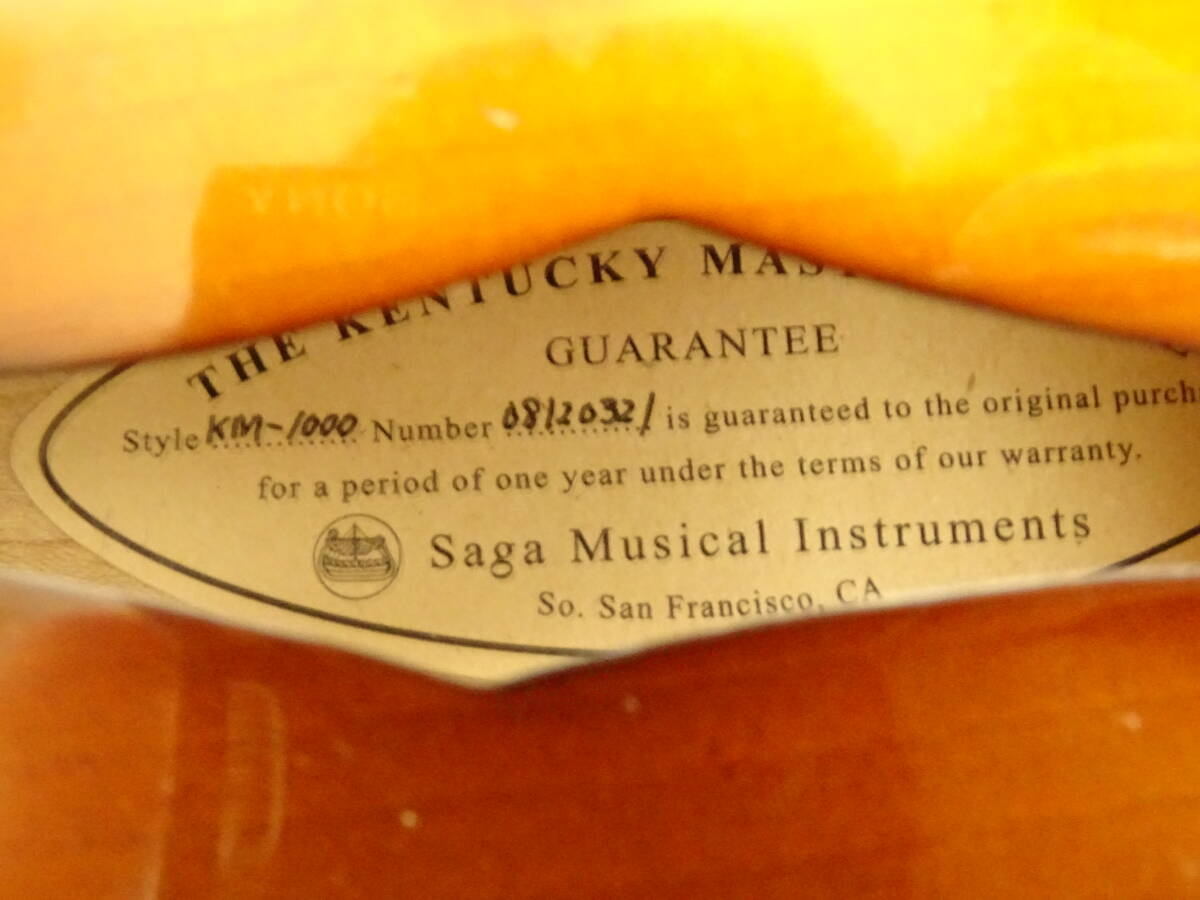 THE KENTUCKY MAS
GUARANTEE
Style KM-1000 Number 08120321 is guaranteed to the original purch
for a period of one year under the terms of our warranty.
Saga Musical Instruments
So. San Francisco, CA